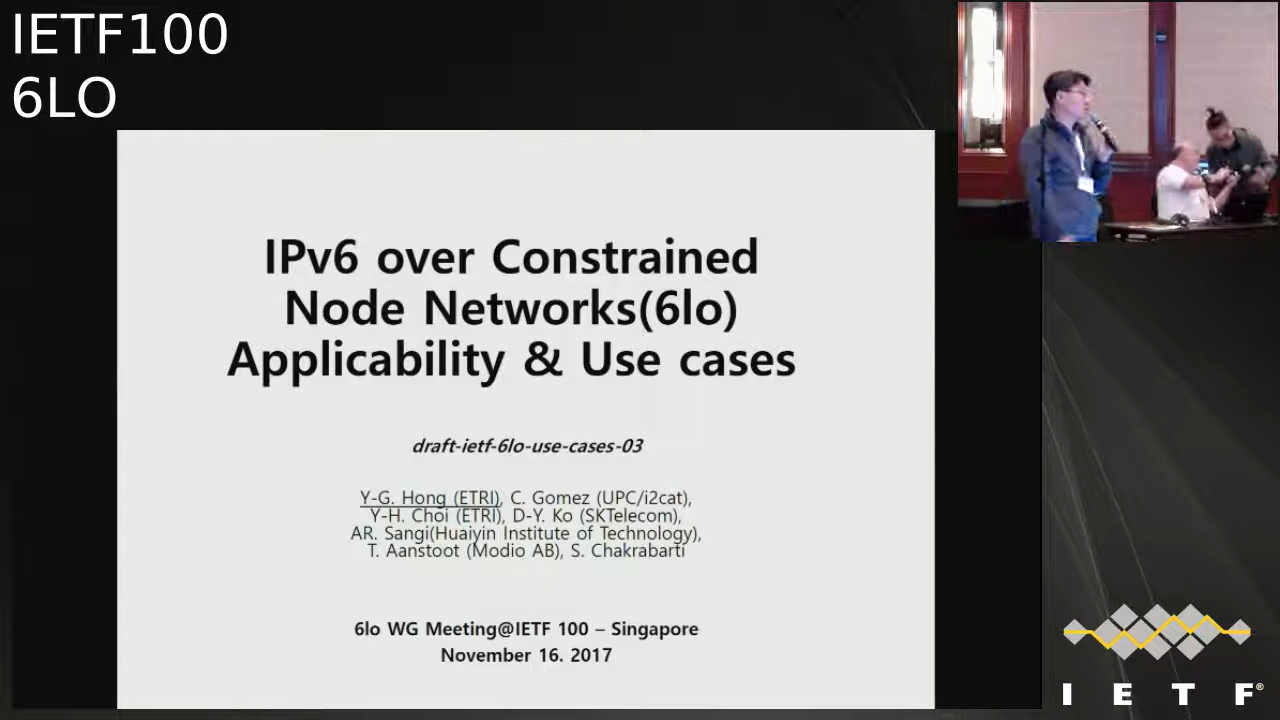 IETF100
6LO
IPv6 over Constrained
Node Networks(6lo)
Applicability & Use cases
draft-ietf-6lo-use-cases-03
Y-G. Hong (ETRI), C. Gomez (UPC/i2cat),
Y-H. Choi (ETRI), D-Y. Ko (SKTelecom),
AR. Sangi(Huaiyin Institute of Technology),
T. Aanstoot (Modio AB), S. Chakrabarti
6lo WG Meeting@IETF 100 – Singapore
November 16. 2017
I E T F®